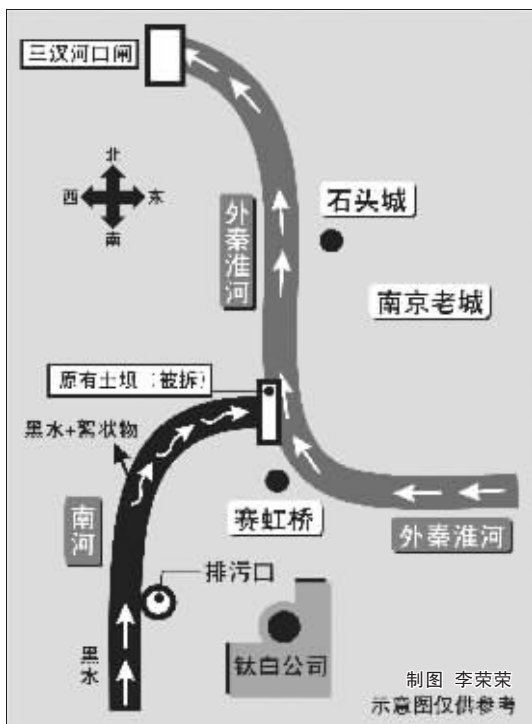 三汊河口闸
北
西
东
南
外秦淮河
石头城
南京老城
原有土坝（被拆）
黑水+絮状物
南河
赛虹桥
外秦淮河
排污口
黑水
钛白公司
制图 李荣荣
示意图仅供参考